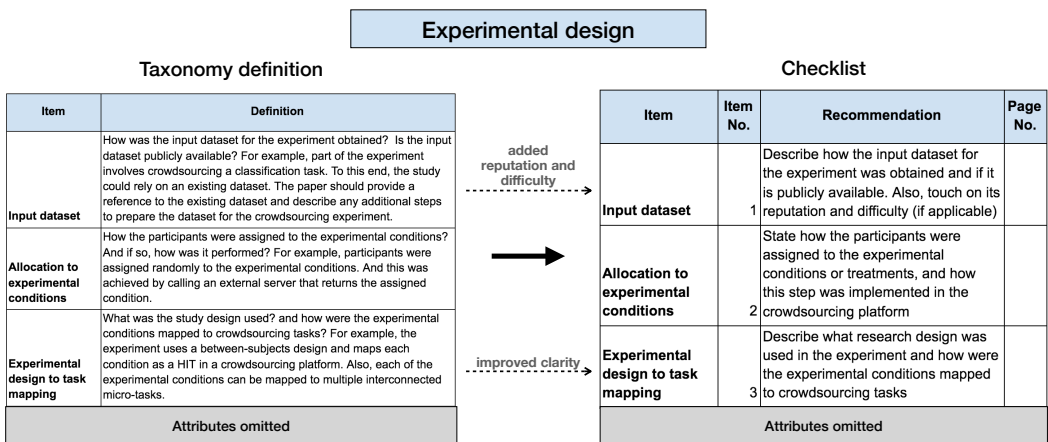 Experimental design
Taxonomy definition
Item
Definition
Input dataset
How was the input dataset for the experiment obtained? Is the input
dataset publicly available? For example, part of the experiment
involves crowdsourcing a classification task. To this end, the study
could rely on an existing dataset. The paper should provide a
reference to the existing dataset and describe any additional steps
to prepare the dataset for the crowdsourcing experiment.
Allocation to
experimental
conditions
How the participants were assigned to the experimental conditions?
And if so, how was it performed? For example, participants were
assigned randomly to the experimental conditions. And this was
achieved by calling an external server that returns the assigned
condition.
Experimental
design to task
mapping
What was the study design used? and how were the experimental
conditions mapped to crowdsourcing tasks? For example, the
experiment uses a between-subjects design and maps each
condition as a HIT in a crowdsourcing platform. Also, each of the
experimental conditions can be mapped to multiple interconnected
micro-tasks.
Attributes omitted
added
reputation and
difficulty
improved clarity
Checklist
Item
Item
No.
Recommendation
Page
No.
Input dataset
1
Describe how the input dataset for
the experiment was obtained and if it
is publicly available. Also, touch on its
reputation and difficulty (if applicable)
Allocation to
experimental
conditions
2
State how the participants were
assigned to the experimental
conditions or treatments, and how
this step was implemented in the
crowdsourcing platform
Experimental
design to task
mapping
3
Describe what research design was
used in the experiment and how were
the experimental conditions mapped
to crowdsourcing tasks
Attributes omitted